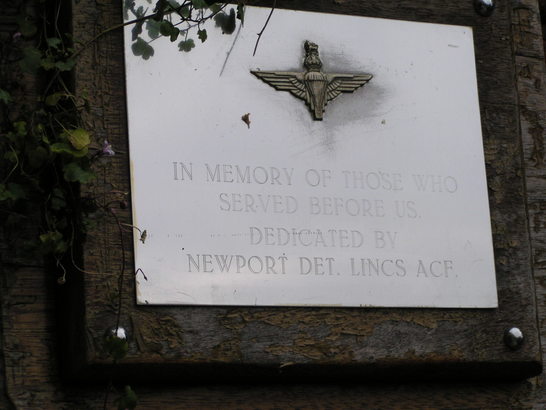 IN MEMORY OF THOSE WHO
SERVED BEFORE US.
DEDICATED BY
NEWPORT DET. LINCS ACF.